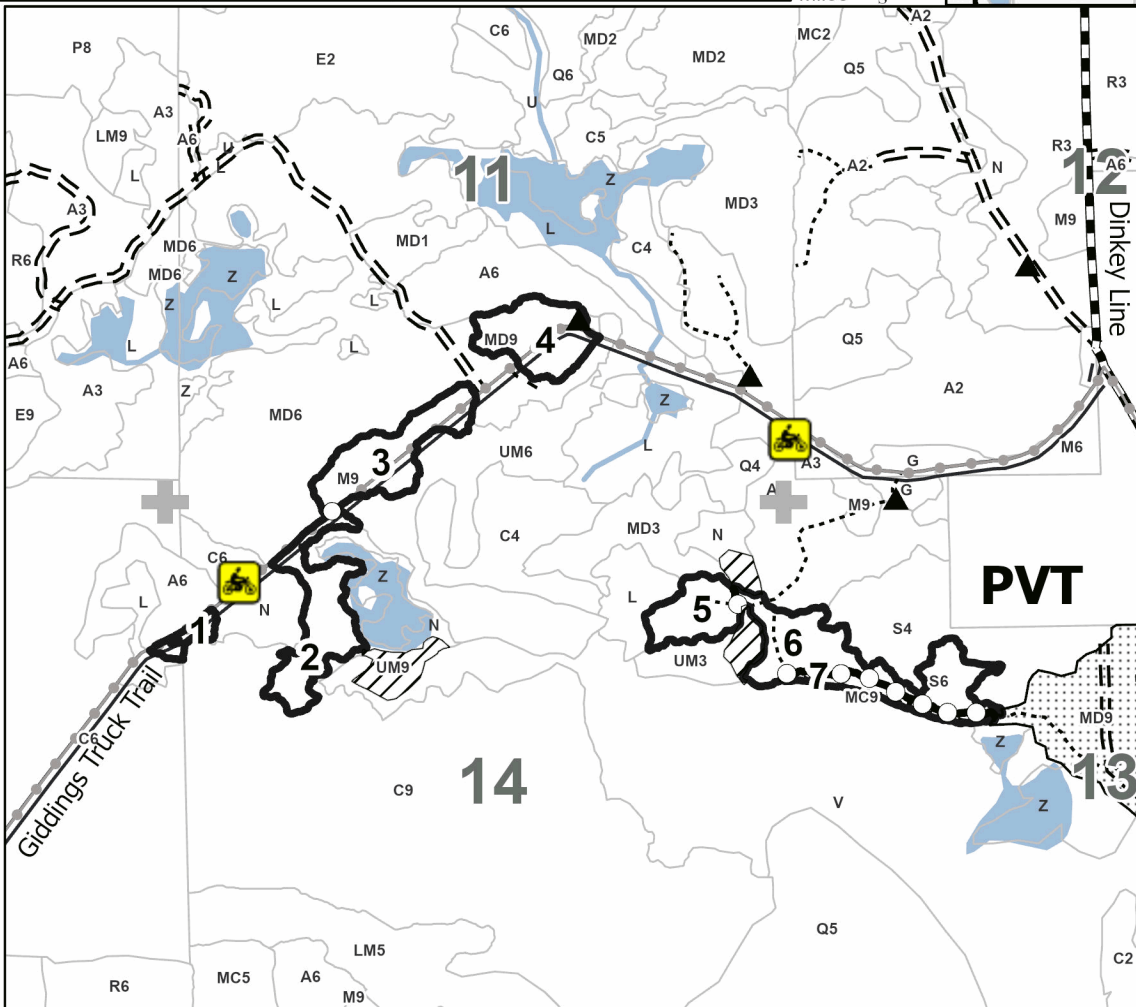 P8
E2
C6
MD2
MC2
A2
MD2
Q5
Q6
R3
A3
U
LM9
A6
U
C5
R3
L
L
11
Z
A2
N
12
A6
A3
MD3
M9
MD1
L
C4
Dinkey Line
R6
MD6
MD6
Z
A6
Z
L
L
4
MD9
Q5
L
L
A6
A3
Z
A2
Z
E9
MD6
L
UM6
Q4
A3
G
M6
3
M9
A
G
M9
C4
MD3
N
C6
A6
Z
PVT
L
N
L
5
1
N
S4
6
2
UM9
UM3
7
S6
MC9
C6
Giddings Truck Trail
MD9
Z
13
14
C9
V
Z
Q5
LM5
C2
R6
MC5
A6
M9